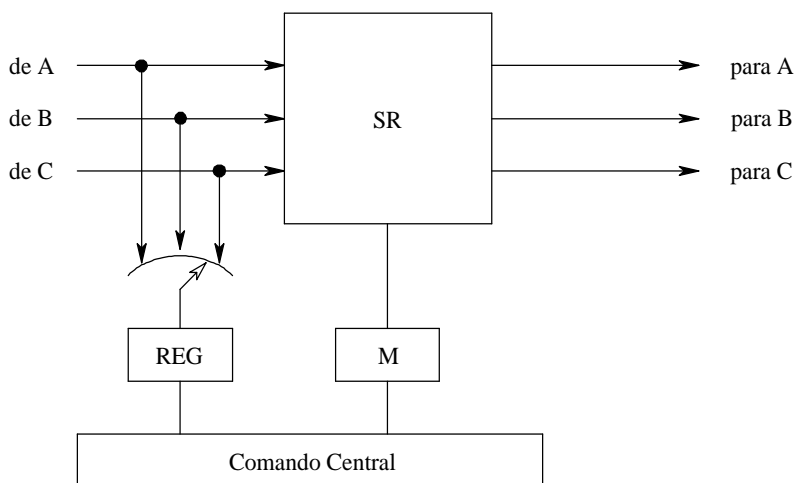 de A
para A
de B
SR
para B
de C
para C
REG
M
Comando Central